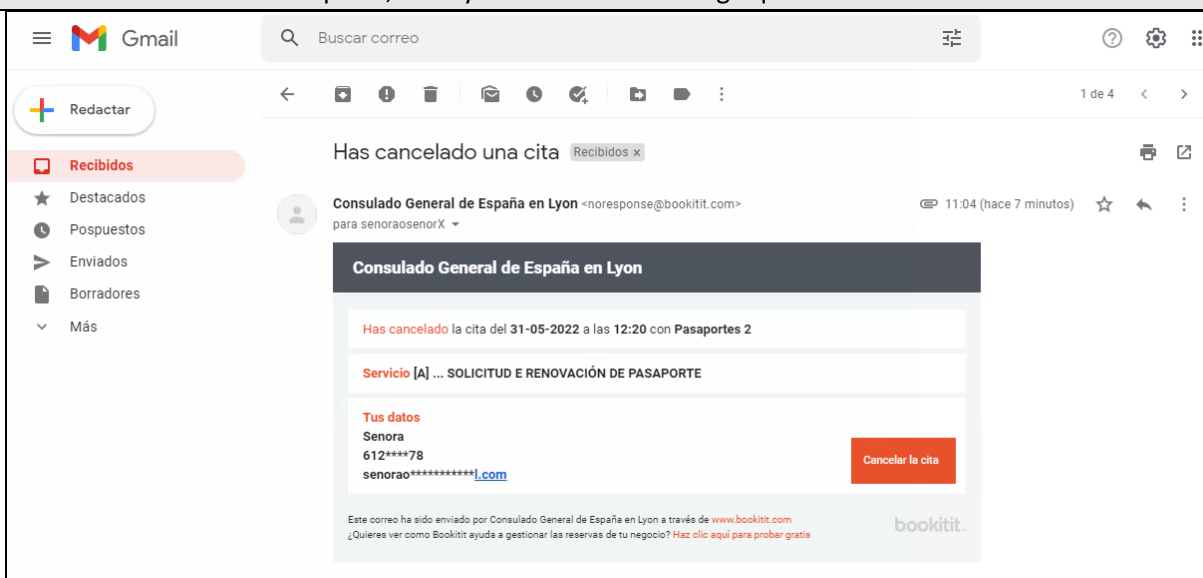 Gmail
Buscar correo
Redactar
1 de 4
Recibidos
Destacados
Pospuestos
Enviados
Borradores
Más
Has cancelado una cita Recibidos x
Consulado General de España en Lyon <noresponse@bookitit.com>
11:04 (hace 7 minutos)
para senoraosenorX
Consulado General de España en Lyon
Has cancelado la cita del 31-05-2022 a las 12:20 con Pasaportes 2
Servicio [A] ... SOLICITUD E RENOVACIÓN DE PASAPORTE
Tus datos
Senora
612****78
senorao***********l.com
Cancelar la cita
Este correo ha sido enviado por Consulado General de España en Lyon a través de www.bookitit.com
¿Quieres ver como Bookitit ayuda a gestionar las reservas de tu negocio? Haz clic aquí para probar gratis
bookitit.